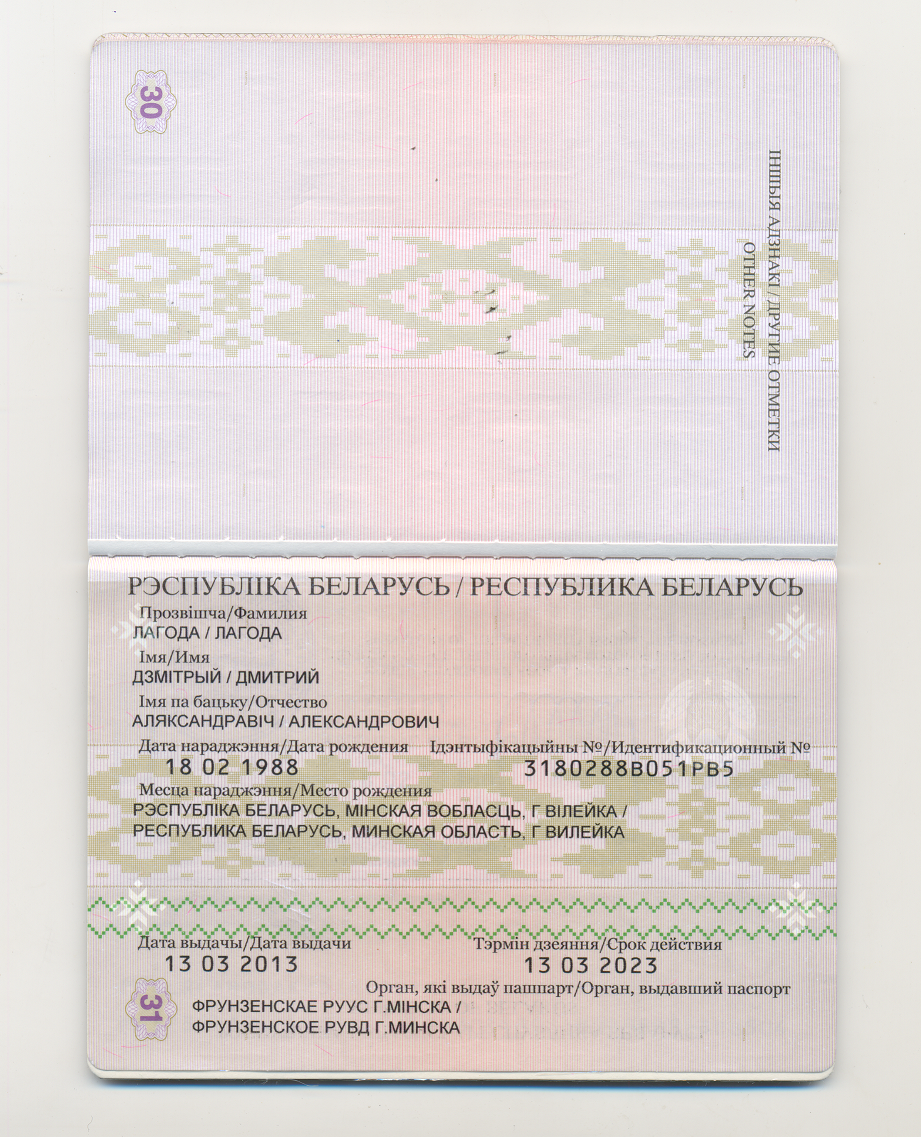 30
ІНШЫЯ АДЗНАКІ / ДРУГИЕ ОТМЕТКИ
OTHER NOTES
РЭСПУБЛІКА БЕЛАРУСЬ / РЕСПУБЛИКА БЕЛАРУСЬ
Прозвішча/Фамилия
ЛАГОДА / ЛАГОДА
Імя/Имя
ДЗМІТРЫЙ / ДМИТРИЙ
Імя па бацьку/Отчество
АЛЯКСАНДРАВІЧ / АЛЕКСАНДРОВИЧ
Дата нараджэння/Дата рождения Ідэнтыфікацыйны №/Идентификационный №
18 02 1988 3180288B051PB5
Месца нараджэння/Место рождения
РЭСПУБЛІКА БЕЛАРУСЬ, МІНСКАЯ ВОБЛАСЦЬ, Г ВІЛЕЙКА /
РЕСПУБЛИКА БЕЛАРУСЬ, МИНСКАЯ ОБЛАСТЬ, Г ВИЛЕЙКА
Дата выдачы/Дата выдачи Тэрмін дзеяння/Срок действия
13 03 2013 13 03 2023
Орган, які выдаў пашпарт/Орган, выдавший паспорт
ФРУНЗЕНСКАЕ РУУС Г.МІНСКА /
ФРУНЗЕНСКОЕ РУВД Г.МИНСКА
31